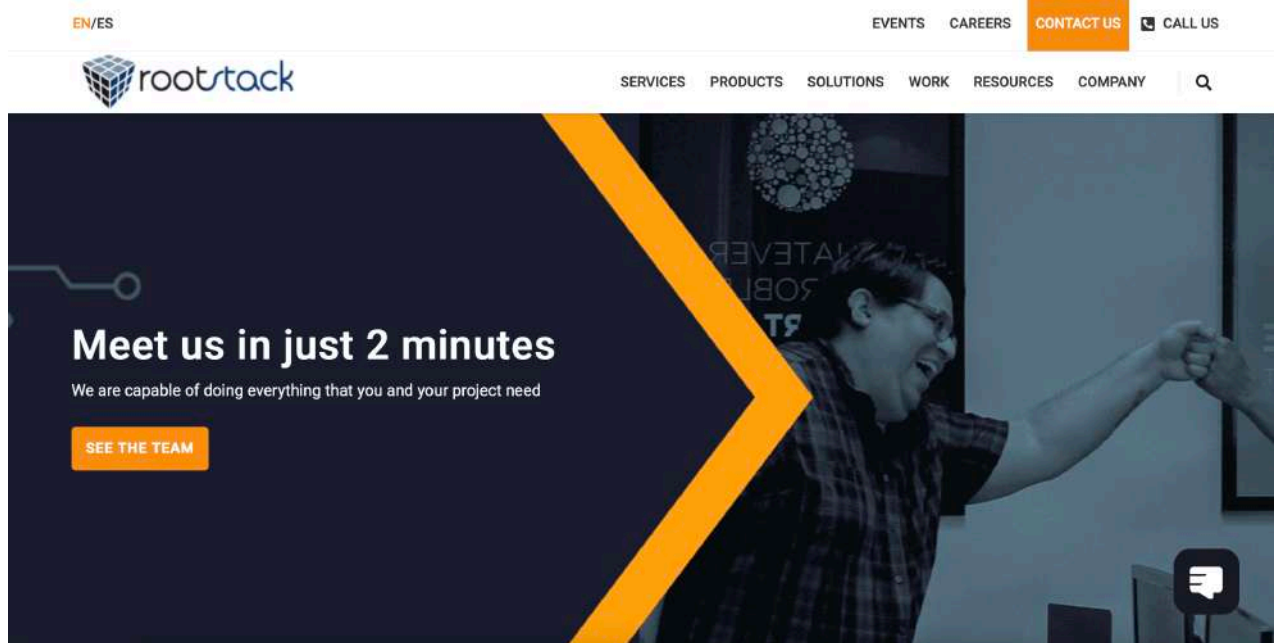 EN/ES
EVENTS CAREERS CONTACT US CALL US
rootstack
SERVICES PRODUCTS SOLUTIONS WORK RESOURCES COMPANY
Meet us in just 2 minutes
We are capable of doing everything that you and your project need
SEE THE TEAM